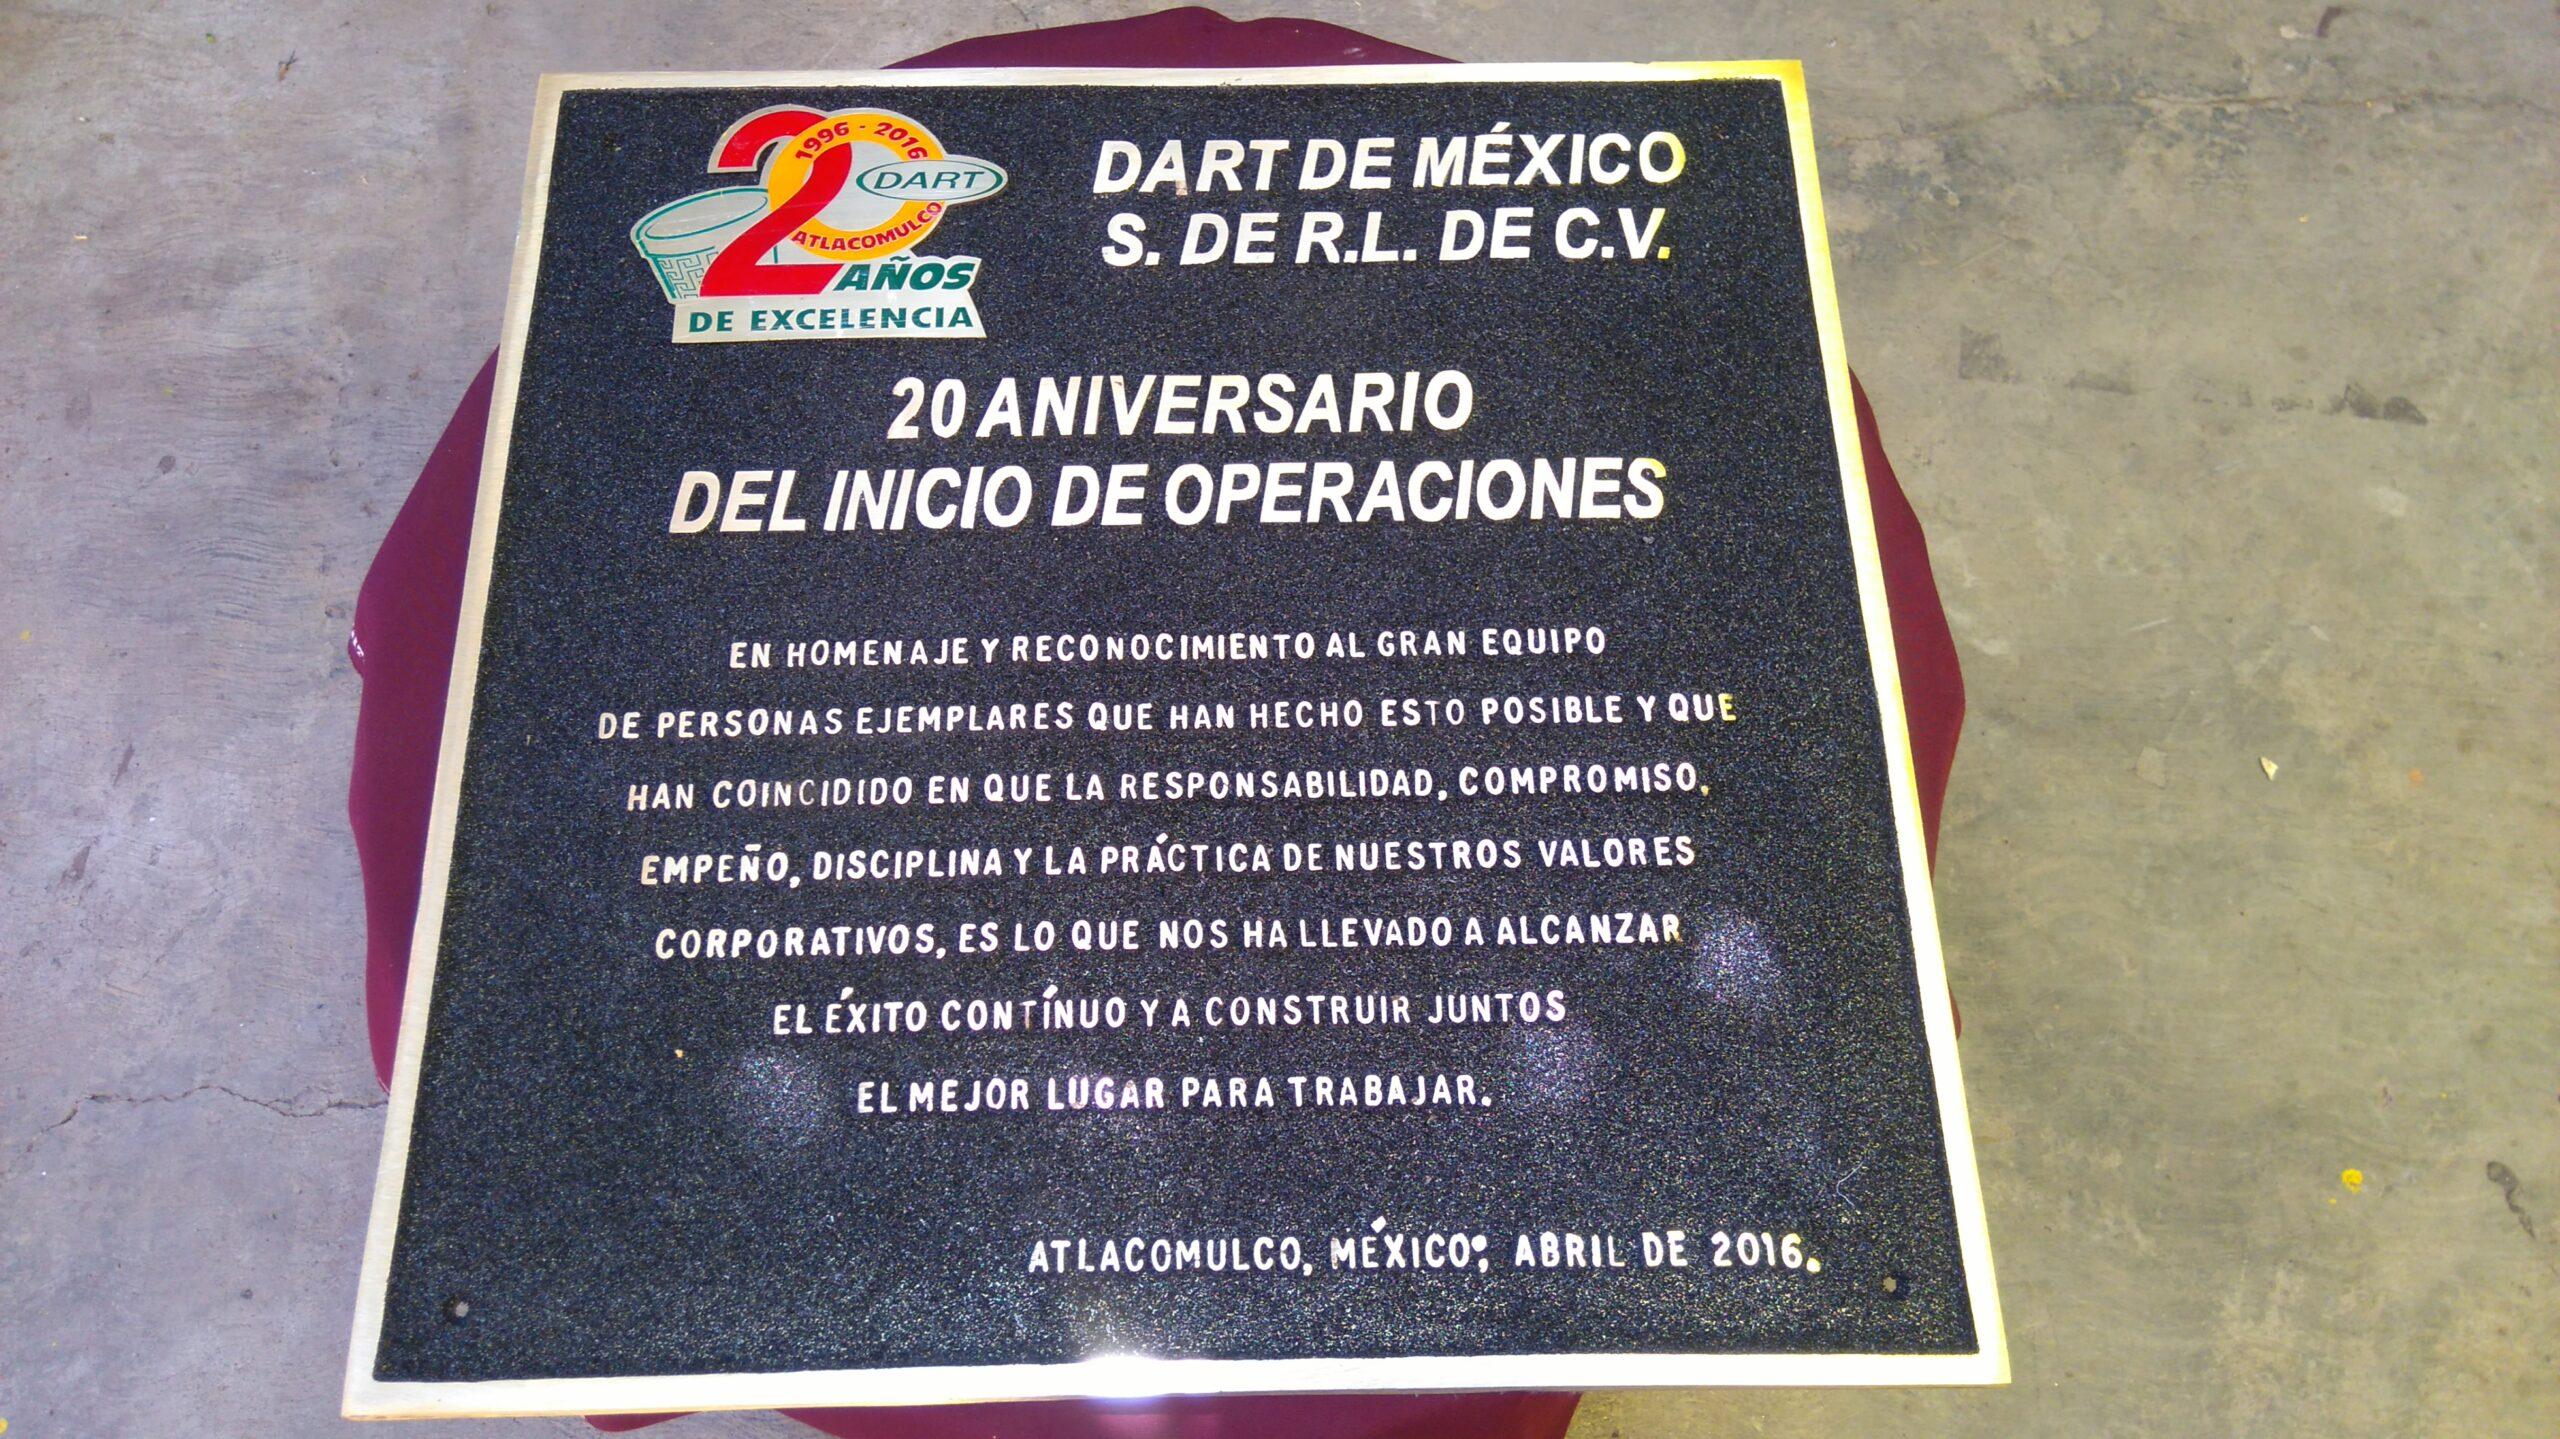 1996 - 2016
DART
ATLACOMULCO
20
AÑOS
DE EXCELENCIA
DART DE MÉXICO
S. DE R.L. DE C.V.
20 ANIVERSARIO
DEL INICIO DE OPERACIONES
EN HOMENAJE Y RECONOCIMIENTO AL GRAN EQUIPO
DE PERSONAS EJEMPLARES QUE HAN HECHO ESTO POSIBLE Y QUE
HAN COINCIDIDO EN QUE LA RESPONSABILIDAD, COMPROMISO,
EMPEÑO, DISCIPLINA Y LA PRÁCTICA DE NUESTROS VALORES
CORPORATIVOS, ES LO QUE NOS HA LLEVADO A ALCANZAR
EL ÉXITO CONTÍNUO Y A CONSTRUIR JUNTOS
EL MEJOR LUGAR PARA TRABAJAR.
ATLACOMULCO, MÉXICO; ABRIL DE 2016.